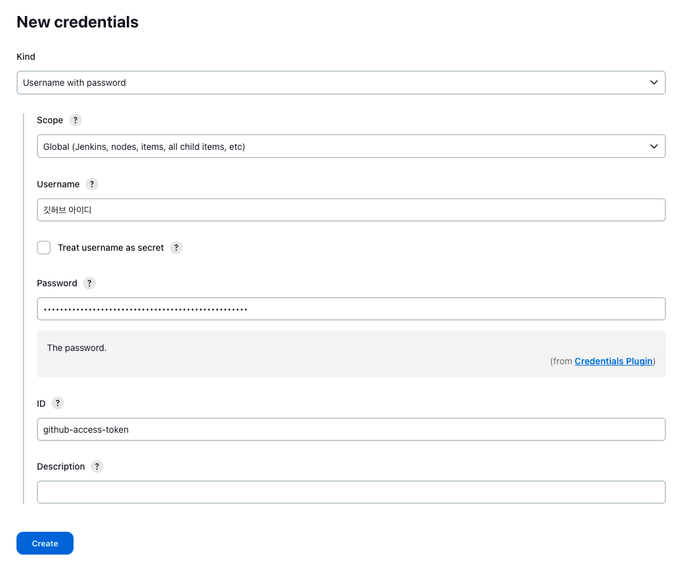 New credentials
Kind
Username with password
Scope ?
Global (Jenkins, nodes, items, all child items, etc)
Username ?
깃허브 아이디
Treat username as secret ?
Password ?
••••••••••••••••••••••••••••••••••••••••••••••••••
The password.
(from Credentials Plugin)
ID ?
github-access-token
Description ?
Create